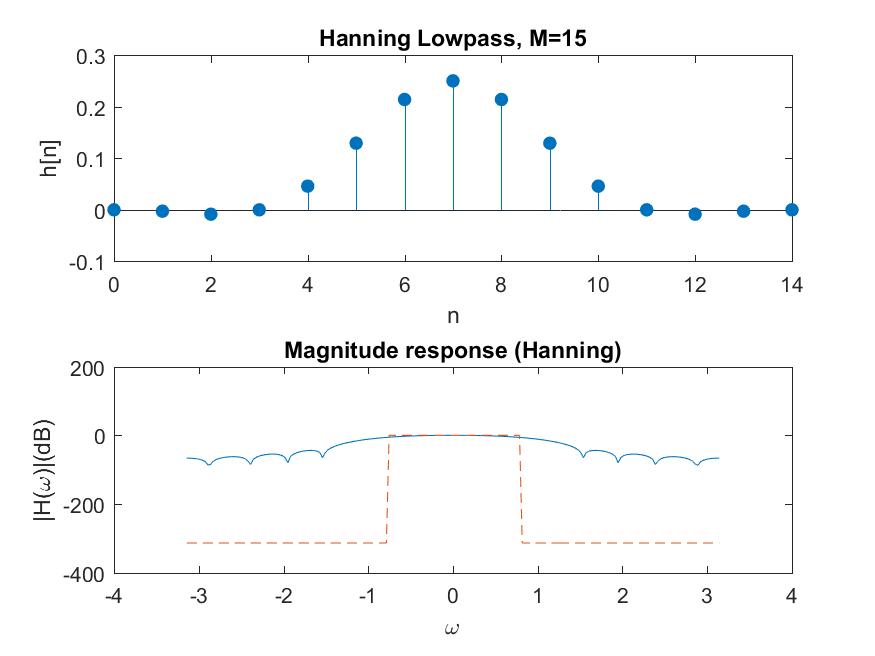 Hanning Lowpass, M=15
0.3
0.2
0.1
0
-0.1
h[n]
0 2 4 6 8 10 12 14
n
Magnitude response (Hanning)
200
0
-200
-400
|H(ω)|(dB)
-4 -3 -2 -1 0 1 2 3 4
ω